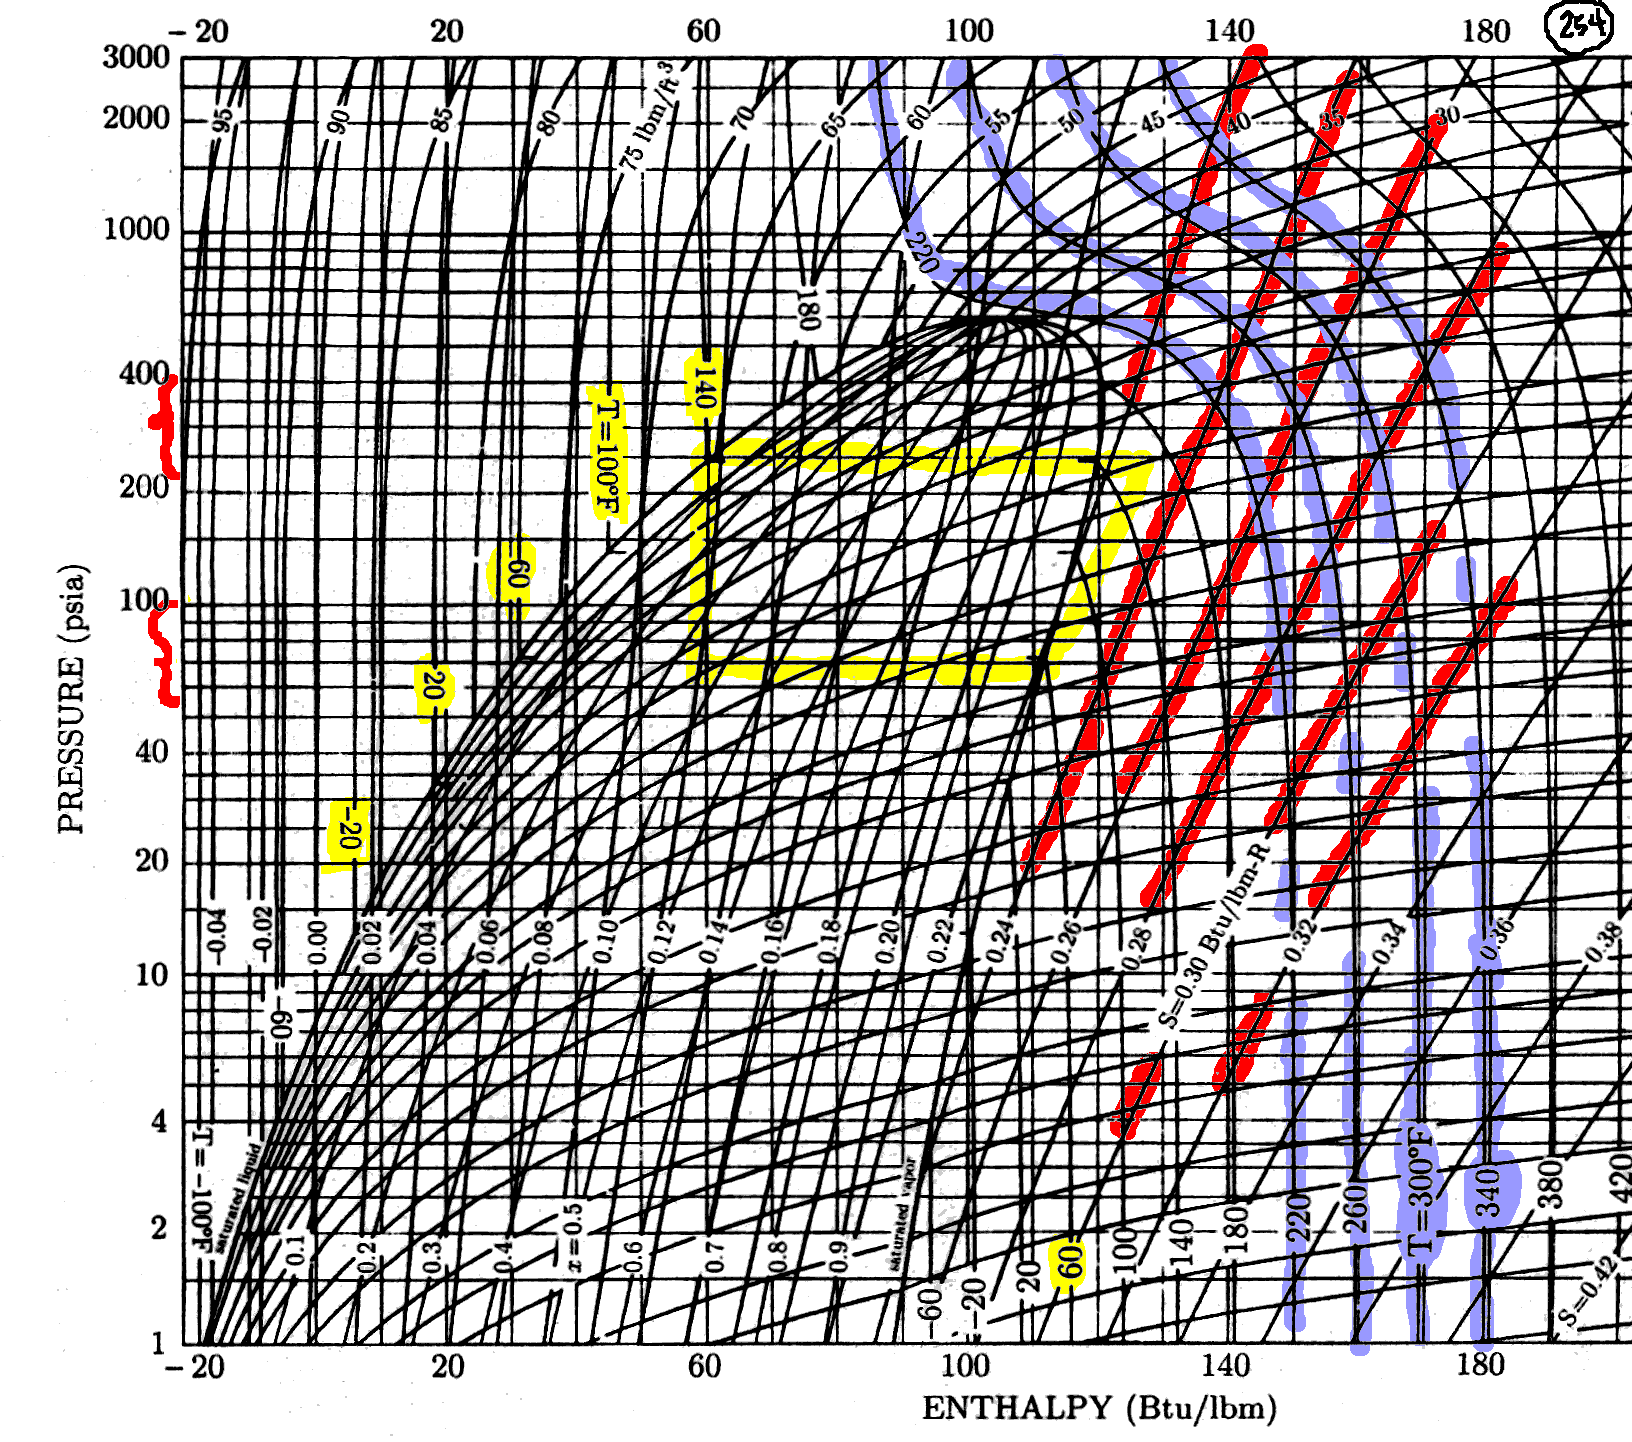 -20 20 60 100 140 180 254
3000
2000
1000
400
200
100
40
20
10
4
2
1
PRESSURE (psia)
95 90 85 80 75 lbm/ft³ 70 65 60 55 50 45 40 35 30
220
180
140
T=100°F
60
20
-20
-60
T=-100°F
-0.04 -0.02 0.00 0.02 0.04 0.06 0.08 0.10 0.12 0.14 0.16 0.18 0.20 0.22 0.24 0.26 0.28 S=0.30 Btu/lbm-R 0.32 0.34 0.36 0.38
S=0.42
saturated liquid
0.1 0.2 0.3 0.4 x=0.5 0.6 0.7 0.8 0.9
saturated vapor
-60 -20 20 60 100 140 180 220 260 T=300°F 340 380 420
-20 20 60 100 140 180
ENTHALPY (Btu/lbm)